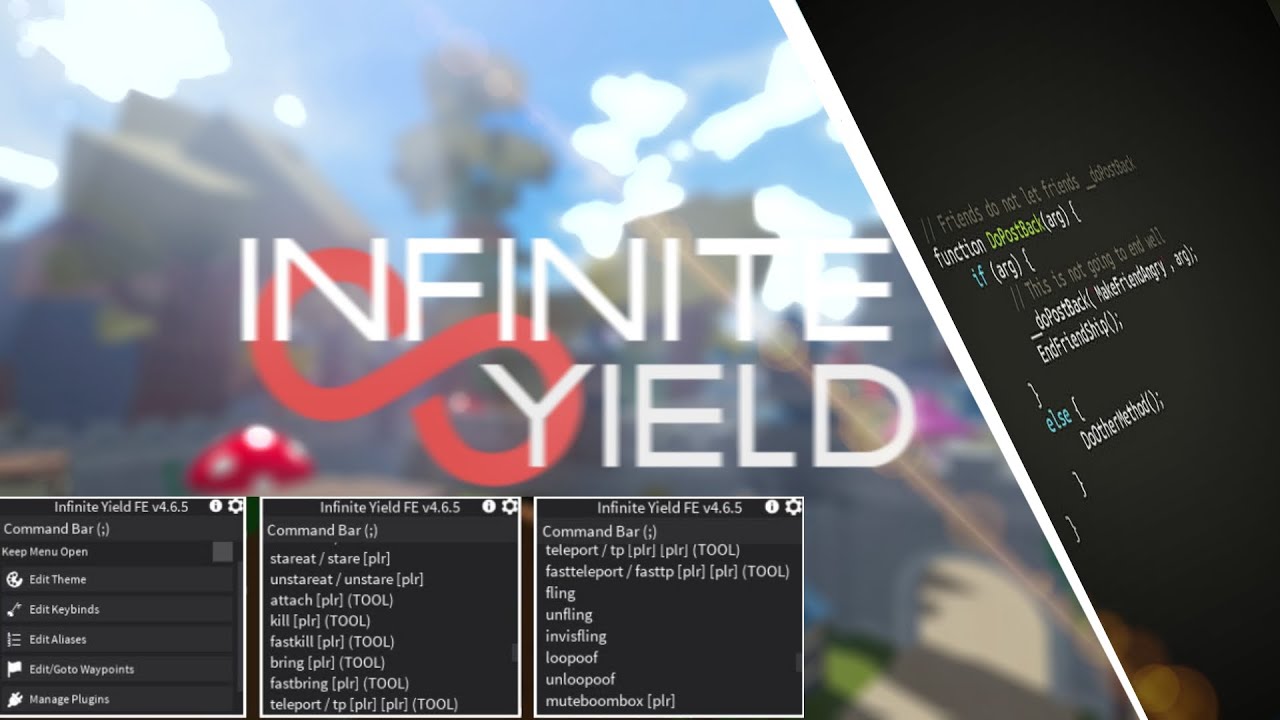 INFINITE
YIELD
// Friends do not let friends _doPostBack
function DoPostBack(arg) {
if (arg) {
// This is not going to end well
_doPostBack( MakeFriendAngry , arg);
EndFriendShip();
}
else {
DoOtherMethod();
}
}
Infinite Yield FE v4.6.5
Command Bar (;)
Keep Menu Open
Edit Theme
Edit Keybinds
Edit Aliases
Edit/Goto Waypoints
Manage Plugins
Infinite Yield FE v4.6.5
Command Bar (;)
stareat / stare [plr]
unstareat / unstare [plr]
attach [plr] (TOOL)
kill [plr] (TOOL)
fastkill [plr] (TOOL)
bring [plr] (TOOL)
fastbring [plr] (TOOL)
teleport / tp [plr] [plr] (TOOL)
Infinite Yield FE v4.6.5
Command Bar (;)
teleport / tp [plr] [plr] (TOOL)
fastteleport / fasttp [plr] [plr] (TOOL)
fling
unfling
invisfling
loopoof
unloopoof
muteboombox [plr]